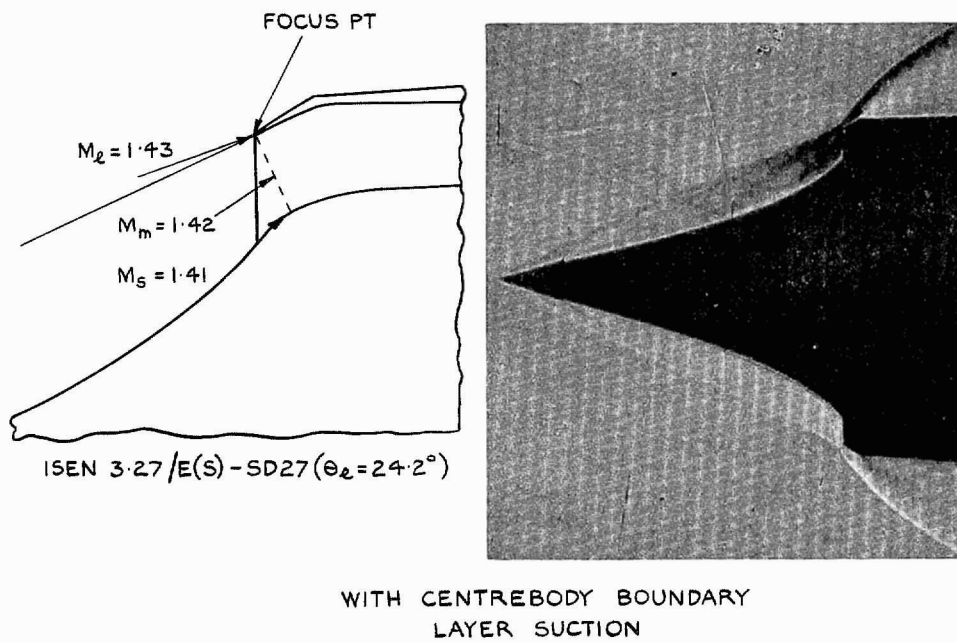 FOCUS PT
Mℓ = 1·43
Mm = 1·42
Ms = 1·41
ISEN 3·27/E(S)-SD27 (θℓ = 24·2°)
WITH CENTREBODY BOUNDARY
LAYER SUCTION